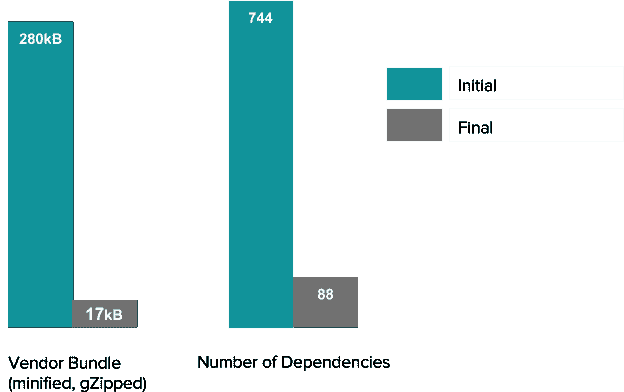 280kB
744
Initial
Final
17kB
88
Vendor Bundle
(minified, gZipped)
Number of Dependencies